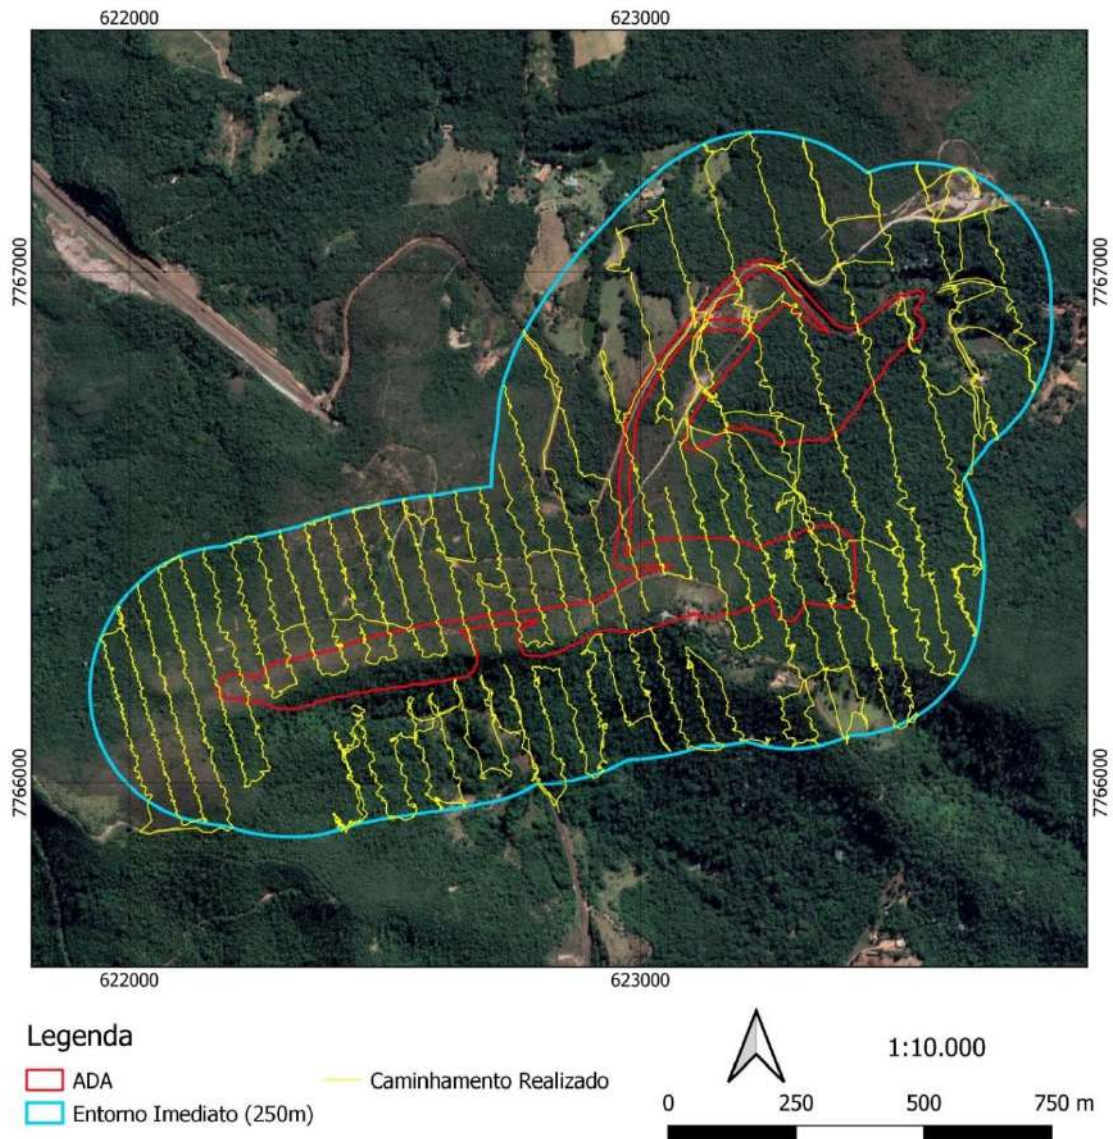 622000 623000
7767000 7767000
7766000 7766000
622000 623000
Legenda
ADA
Entorno Imediato (250m)
Caminhamento Realizado
1:10.000
0 250 500 750 m